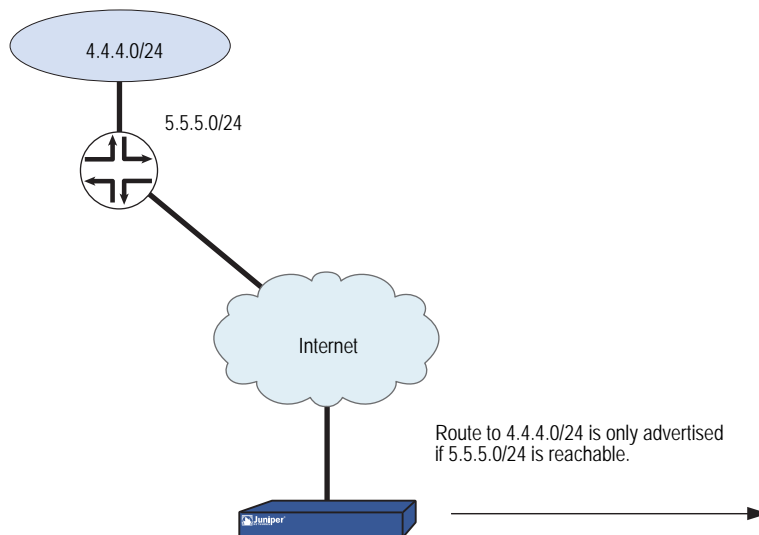 4.4.4.0/24
5.5.5.0/24
Internet
Route to 4.4.4.0/24 is only advertised
if 5.5.5.0/24 is reachable.
Juniper